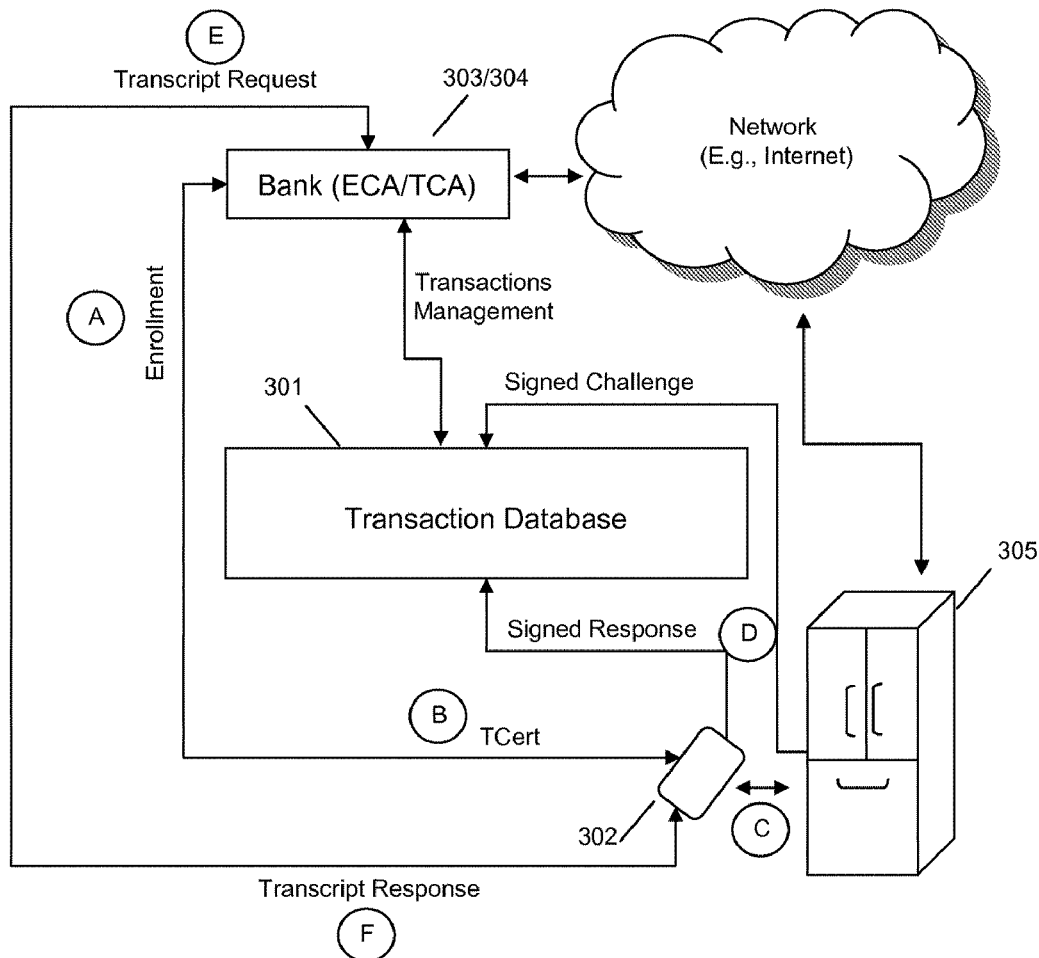 E
Transcript Request
303/304
Network
(E.g., Internet)
Bank (ECA/TCA)
A
Enrollment
Transactions
Management
301
Signed Challenge
Transaction Database
305
Signed Response
D
B
TCert
302
C
Transcript Response
F